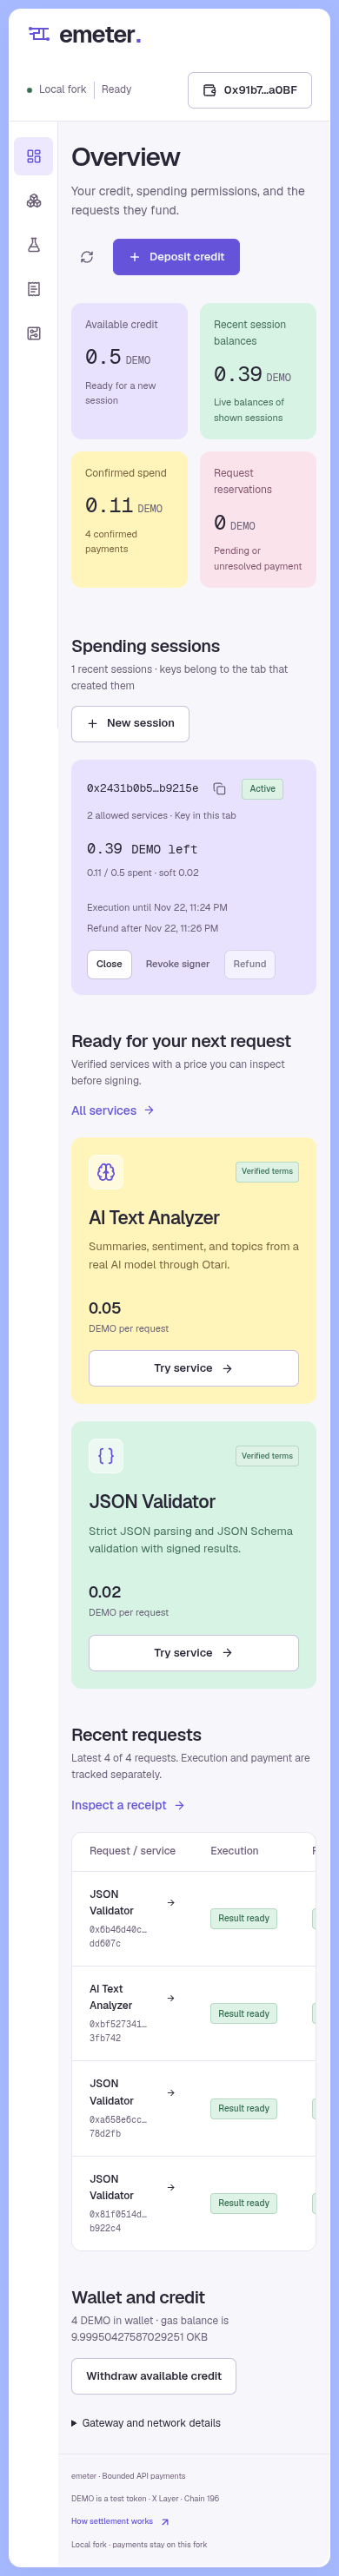 emeter.
Local fork
Ready
0x91b7…a0BF
Overview
Your credit, spending permissions, and the
requests they fund.
Deposit credit
Available credit
0.5 DEMO
Ready for a new
session
Recent session
balances
0.39 DEMO
Live balances of
shown sessions
Confirmed spend
0.11 DEMO
4 confirmed
payments
Request
reservations
0 DEMO
Pending or
unresolved payment
Spending sessions
1 recent sessions · keys belong to the tab that
created them
New session
0x2431b0b5…b9215e
Active
2 allowed services · Key in this tab
0.39 DEMO left
0.11 / 0.5 spent · soft 0.02
Execution until Nov 22, 11:24 PM
Refund after Nov 22, 11:26 PM
Close
Revoke signer
Refund
Ready for your next request
Verified services with a price you can inspect
before signing.
All services
Verified terms
AI Text Analyzer
Summaries, sentiment, and topics from a
real AI model through Otari.
0.05
DEMO per request
Try service
Verified terms
JSON Validator
Strict JSON parsing and JSON Schema
validation with signed results.
0.02
DEMO per request
Try service
Recent requests
Latest 4 of 4 requests. Execution and payment are
tracked separately.
Inspect a receipt
Request / service
Execution
JSON
Validator
0x6b46d40c…
dd607c
Result ready
AI Text
Analyzer
0xbf527341…
3fb742
Result ready
JSON
Validator
0xa658e6cc…
78d2fb
Result ready
JSON
Validator
0x81f0514d…
b922c4
Result ready
Wallet and credit
4 DEMO in wallet · gas balance is
9.99950427587029251 OKB
Withdraw available credit
Gateway and network details
emeter · Bounded API payments
DEMO is a test token · X Layer · Chain 196
How settlement works
Local fork · payments stay on this fork